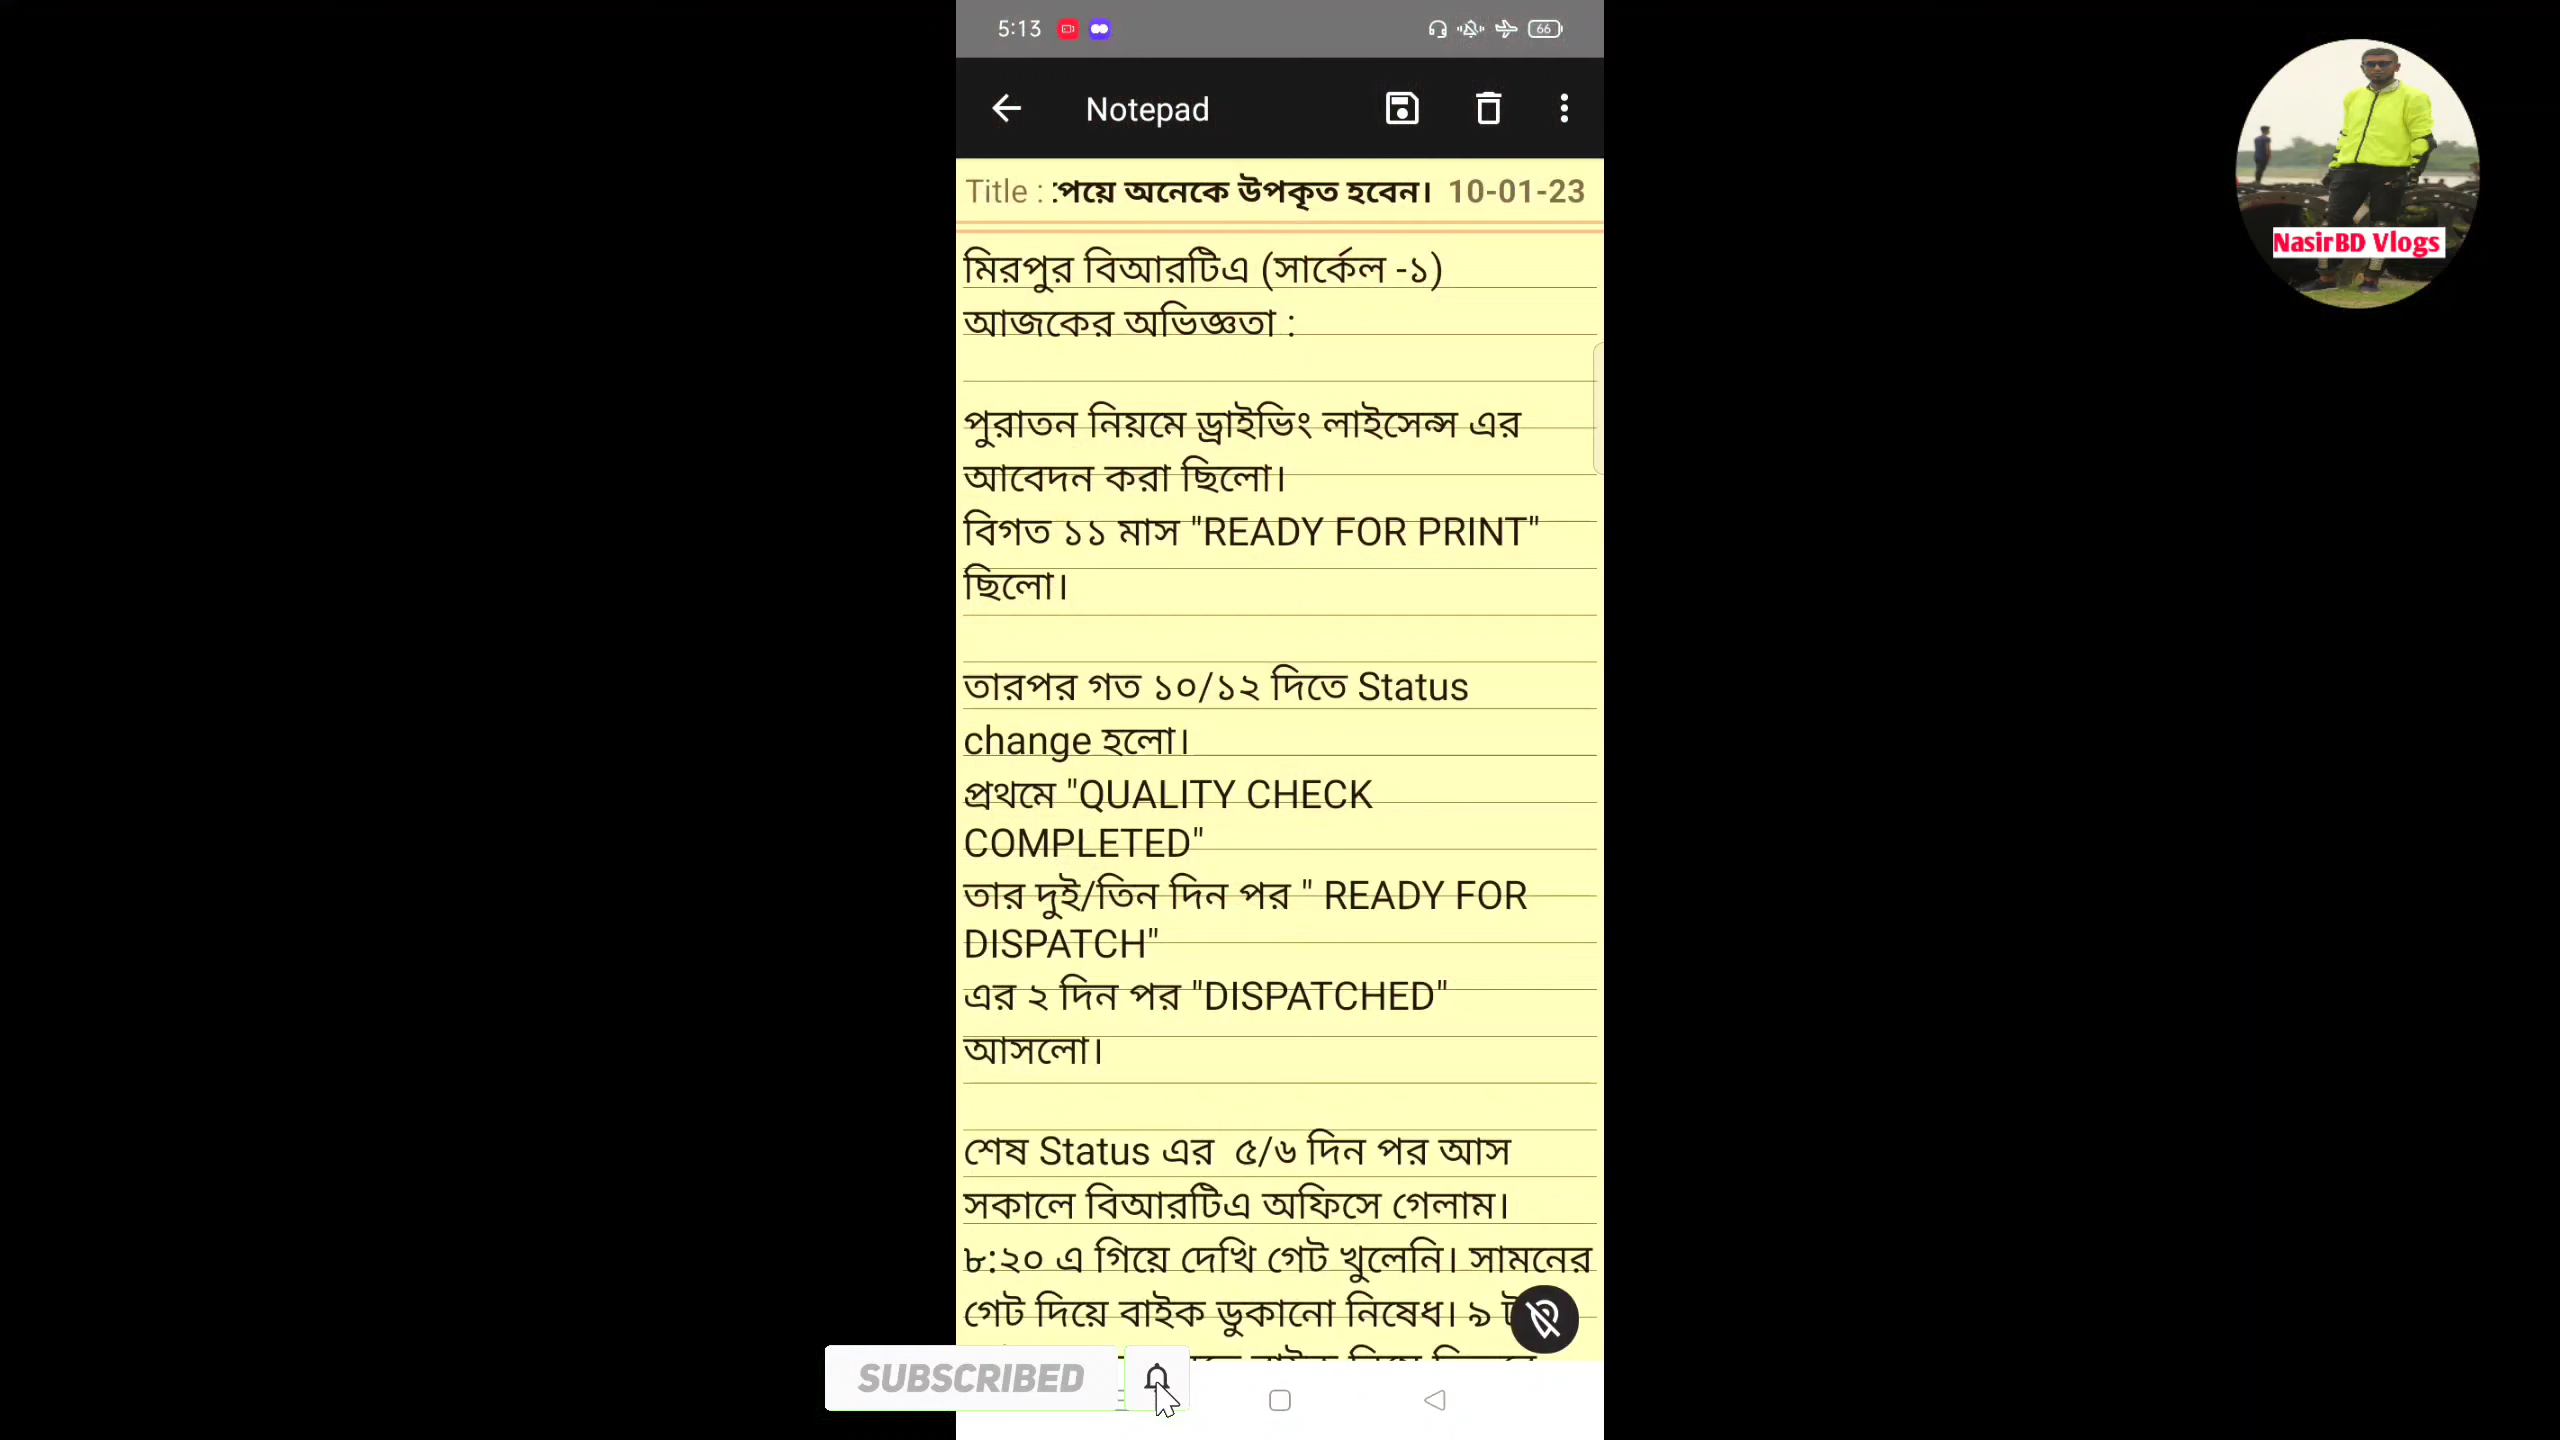 5:13
66
Notepad
Title : পয়ে অনেকে উপকৃত হবেন। 10-01-23
NasirBD Vlogs
মিরপুর বিআরটিএ (সার্কেল -১)
আজকের অভিজ্ঞতা :
পুরাতন নিয়মে ড্রাইভিং লাইসেন্স এর
আবেদন করা ছিলো।
বিগত ১১ মাস "READY FOR PRINT"
ছিলো।
তারপর গত ১০/১২ দিতে Status
change হলো।
প্রথমে "QUALITY CHECK
COMPLETED"
তার দুই/তিন দিন পর " READY FOR
DISPATCH"
এর ২ দিন পর "DISPATCHED"
আসলো।
শেষ Status এর ৫/৬ দিন পর আস
সকালে বিআরটিএ অফিসে গেলাম।
৮:২০ এ গিয়ে দেখি গেট খুলেনি। সামনের
গেট দিয়ে বাইক ডুকানো নিষেধ। ৯
SUBSCRIBED